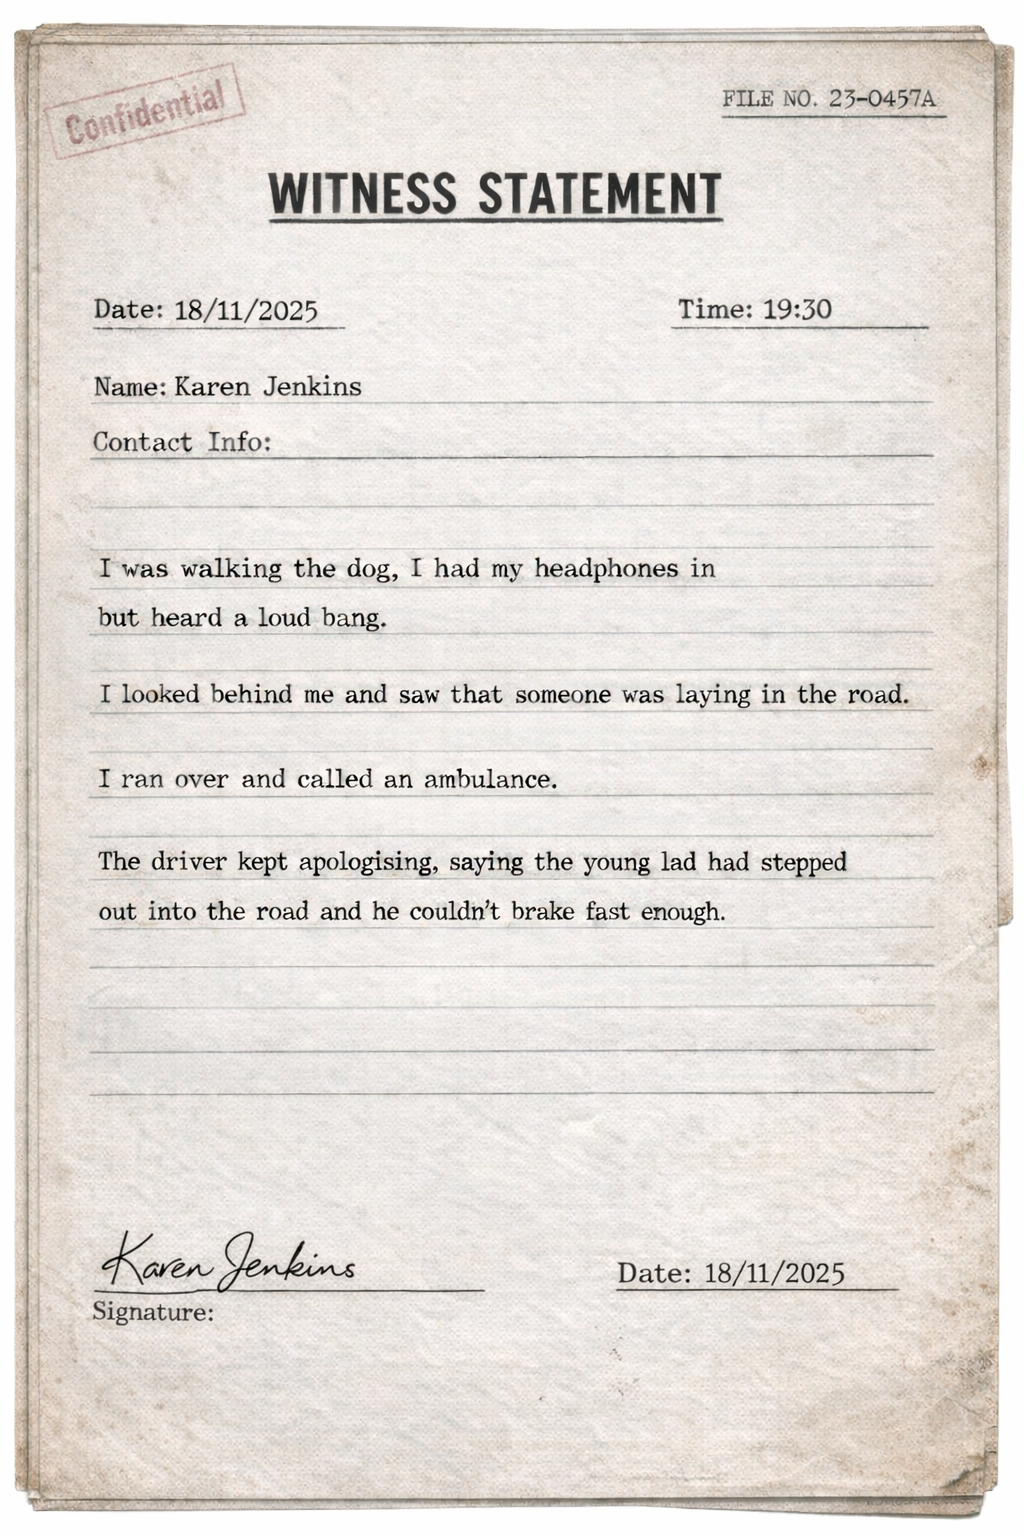 Confidential
FILE NO. 23-0457A
WITNESS STATEMENT
Date: 18/11/2025
Time: 19:30
Name: Karen Jenkins
Contact Info:
I was walking the dog, I had my headphones in
but heard a loud bang.
I looked behind me and saw that someone was laying in the road.
I ran over and called an ambulance.
The driver kept apologising, saying the young lad had stepped
out into the road and he couldn't brake fast enough.
Karen Jenkins
Date: 18/11/2025
Signature: